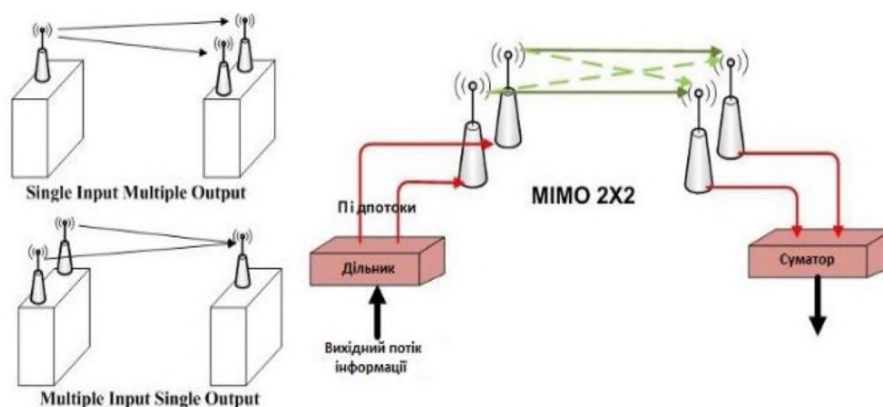 Single Input Multiple Output
Multiple Input Single Output
Пі дпотоки
MIMO 2X2
Дільник
Суматор
Вихідний потік
інформації